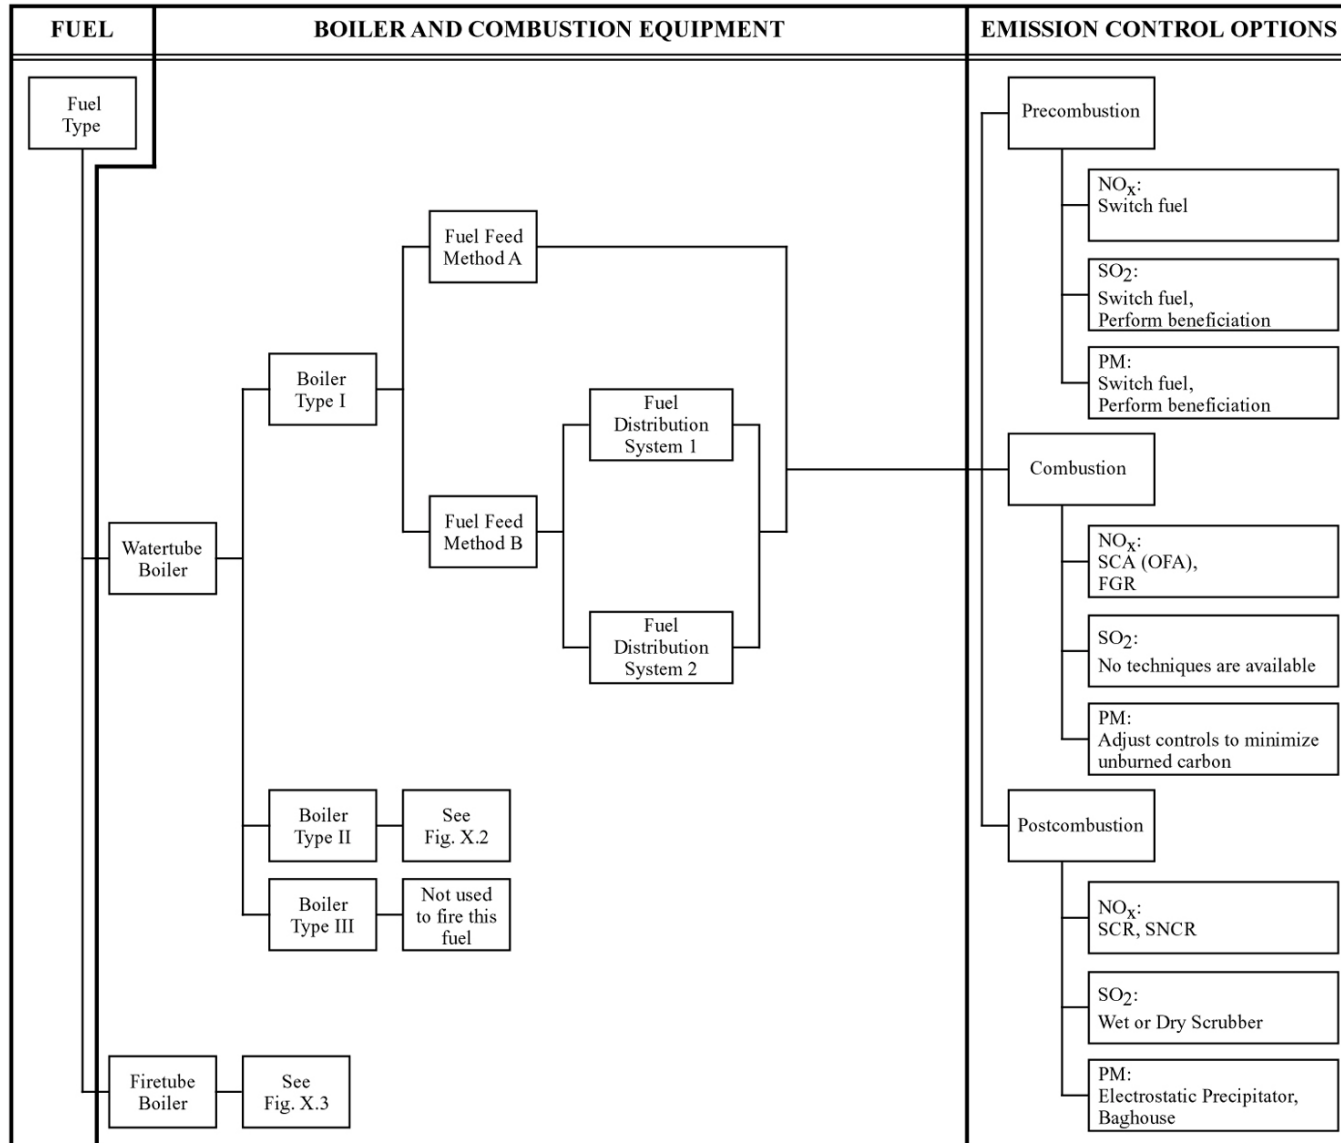 FUEL
BOILER AND COMBUSTION EQUIPMENT
EMISSION CONTROL OPTIONS
Fuel
Type
Watertube
Boiler
Firetube
Boiler
See
Fig. X.3
Boiler
Type I
Boiler
Type II
See
Fig. X.2
Boiler
Type III
Not used
to fire this
fuel
Fuel Feed
Method A
Fuel Feed
Method B
Fuel
Distribution
System 1
Fuel
Distribution
System 2
Precombustion
NOx:
Switch fuel
SO2:
Switch fuel,
Perform beneficiation
PM:
Switch fuel,
Perform beneficiation
Combustion
NOx:
SCA (OFA),
FGR
SO2:
No techniques are available
PM:
Adjust controls to minimize
unburned carbon
Postcombustion
NOx:
SCR, SNCR
SO2:
Wet or Dry Scrubber
PM:
Electrostatic Precipitator,
Baghouse